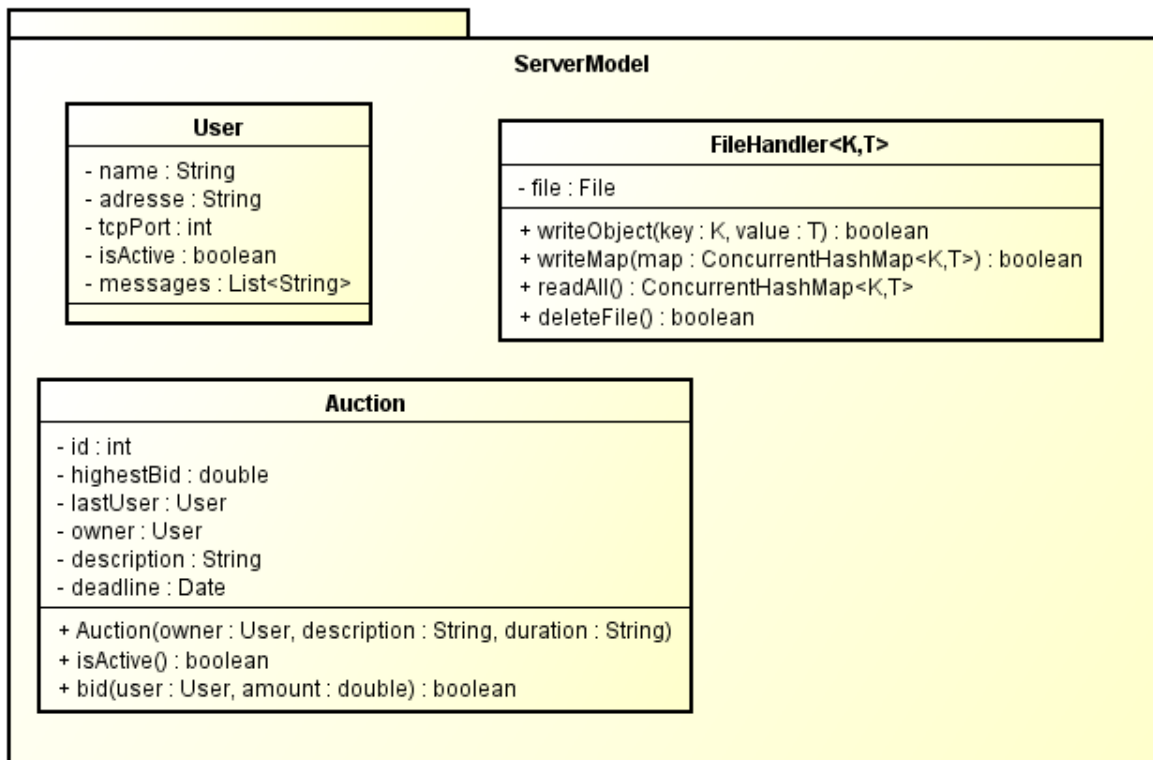 ServerModel
User
- name : String
- adresse : String
- tcpPort : int
- isActive : boolean
- messages : List<String>
FileHandler<K,T>
- file : File
+ writeObject(key : K, value : T) : boolean
+ writeMap(map : ConcurrentHashMap<K,T>) : boolean
+ readAll() : ConcurrentHashMap<K,T>
+ deleteFile() : boolean
Auction
- id : int
- highestBid : double
- lastUser : User
- owner : User
- description : String
- deadline : Date
+ Auction(owner : User, description : String, duration : String)
+ isActive() : boolean
+ bid(user : User, amount : double) : boolean